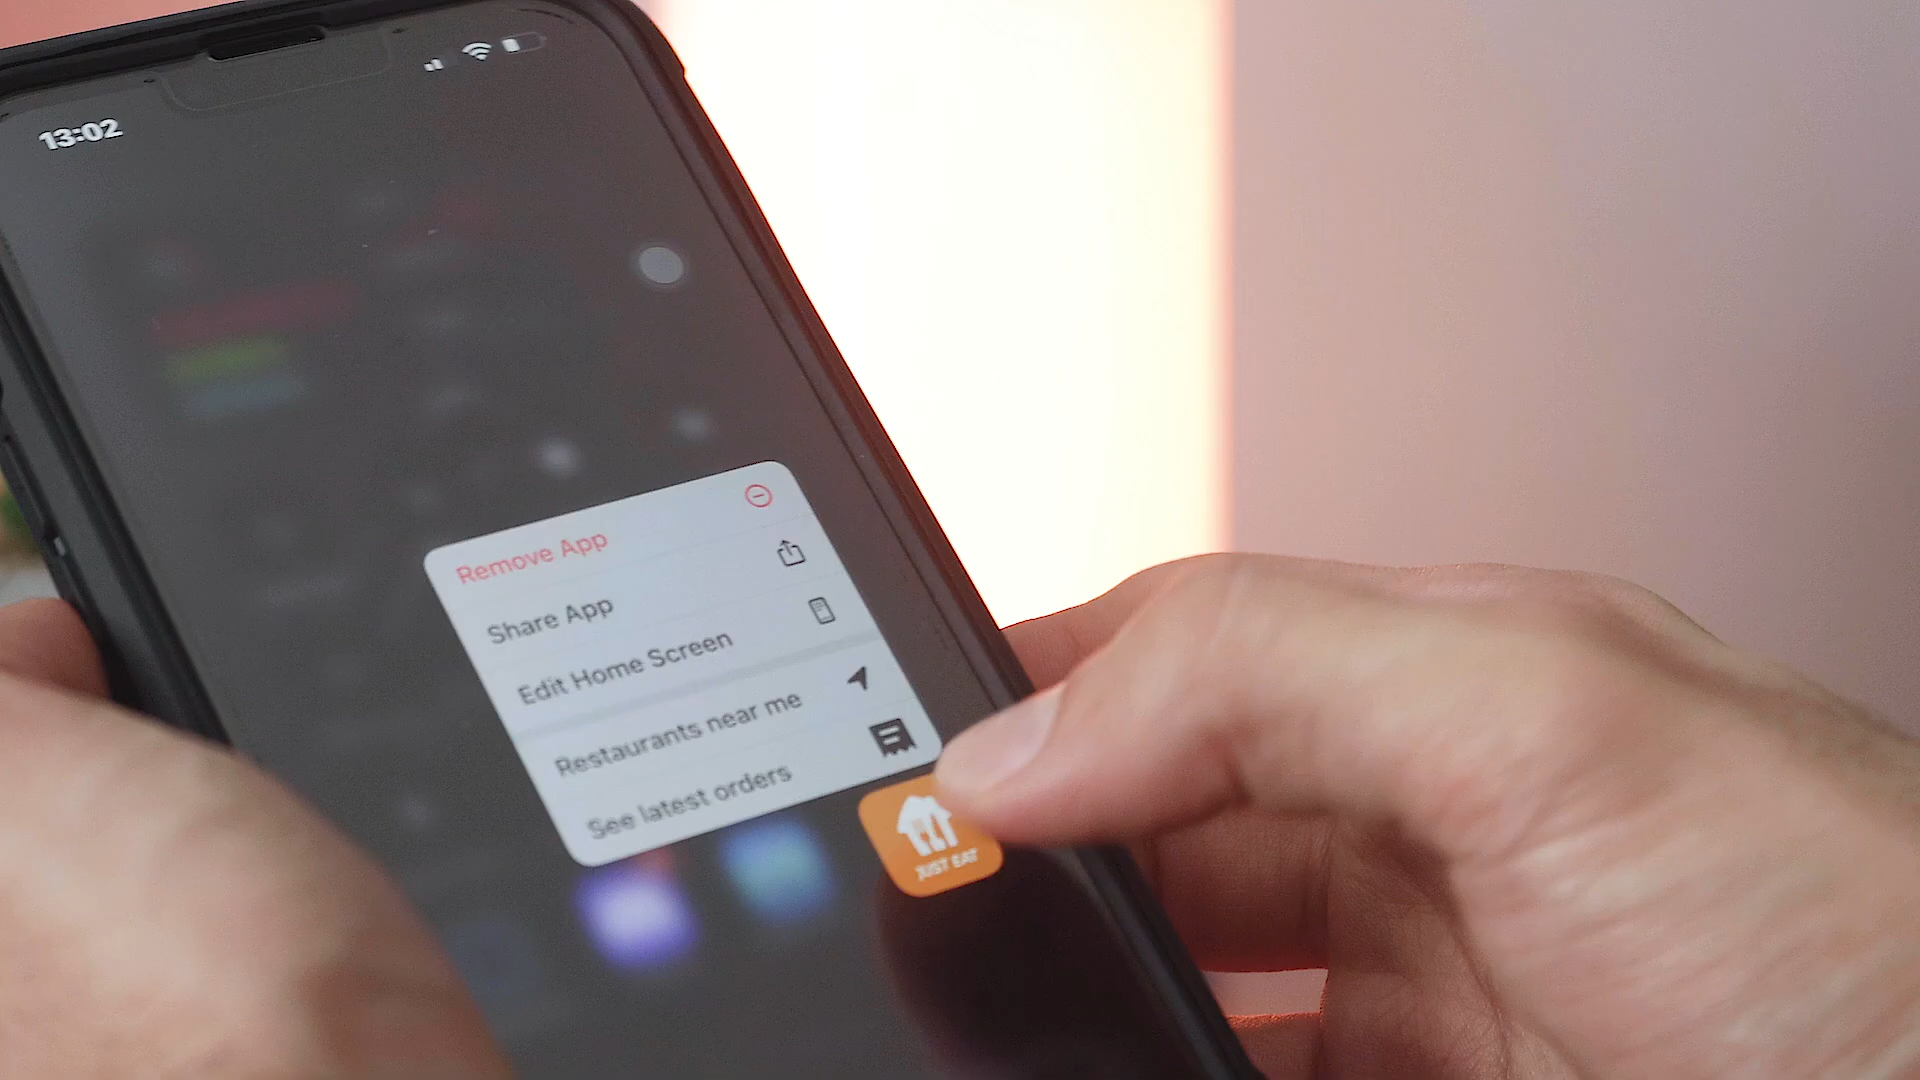 13:02
Remove App
Share App
Edit Home Screen
Restaurants near me
See latest orders
JUST EAT